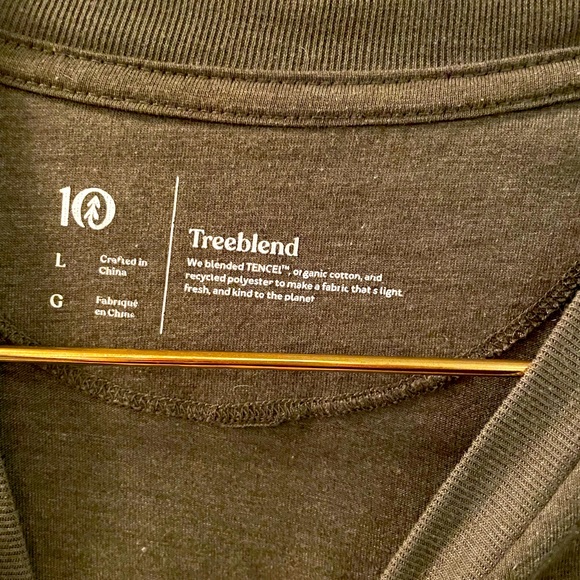 10
L Crafted in
China
G Fabriqué
en Chine
Treeblend
We blended TENCEL™, organic cotton, and
recycled polyester to make a fabric that's light,
fresh, and kind to the planet